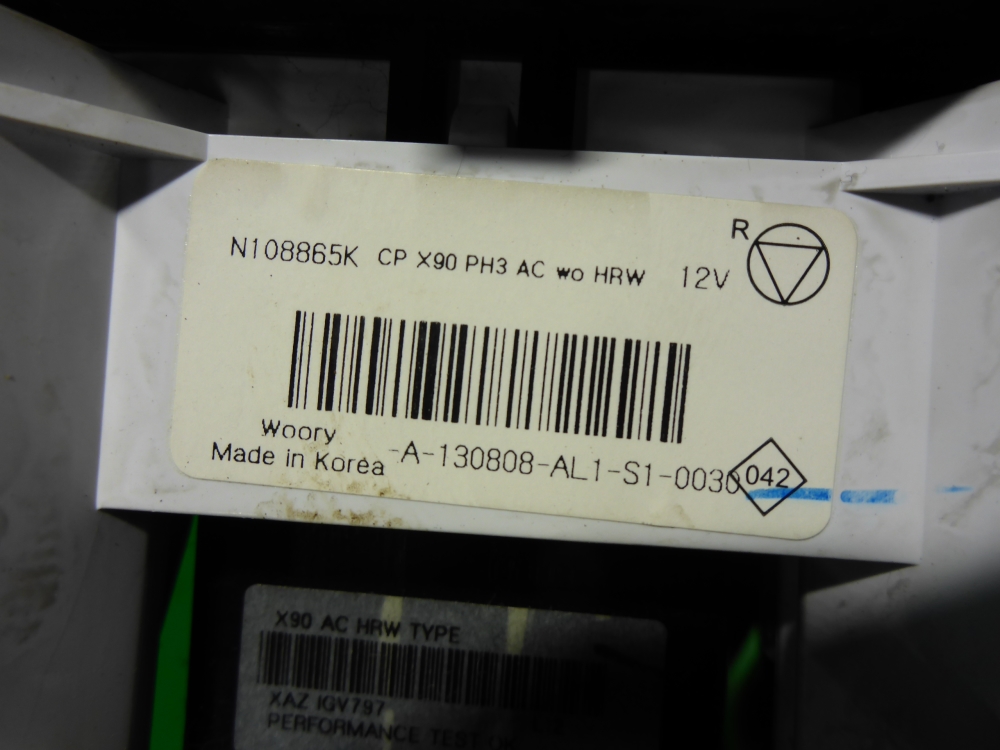 N108865K CP X90 PH3 AC wo HRW 12V R
Woory
Made in Korea -A-130808-AL1-S1-0030 042
X90 AC HRW TYPE
XAZ IGV797
PERFORMANCE TEST